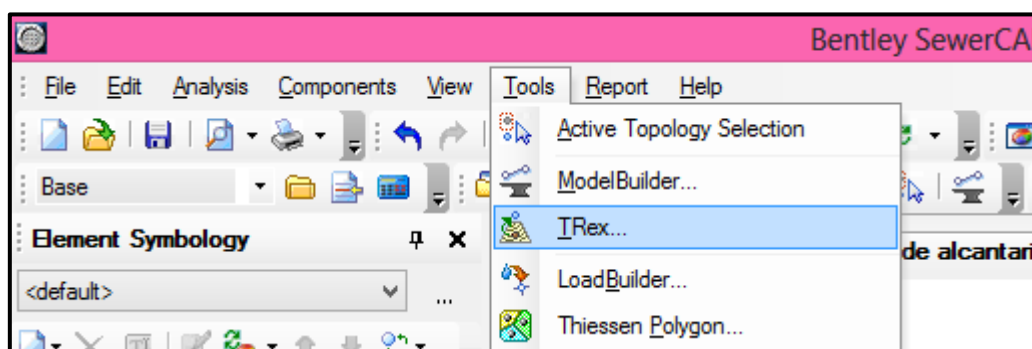 Bentley SewerCA
File Edit Analysis Components View Tools Report Help
Active Topology Selection
Base
ModelBuilder...
Element Symbology
TRex...
de alcantari
<default>
...
LoadBuilder...
Thiessen Polygon...